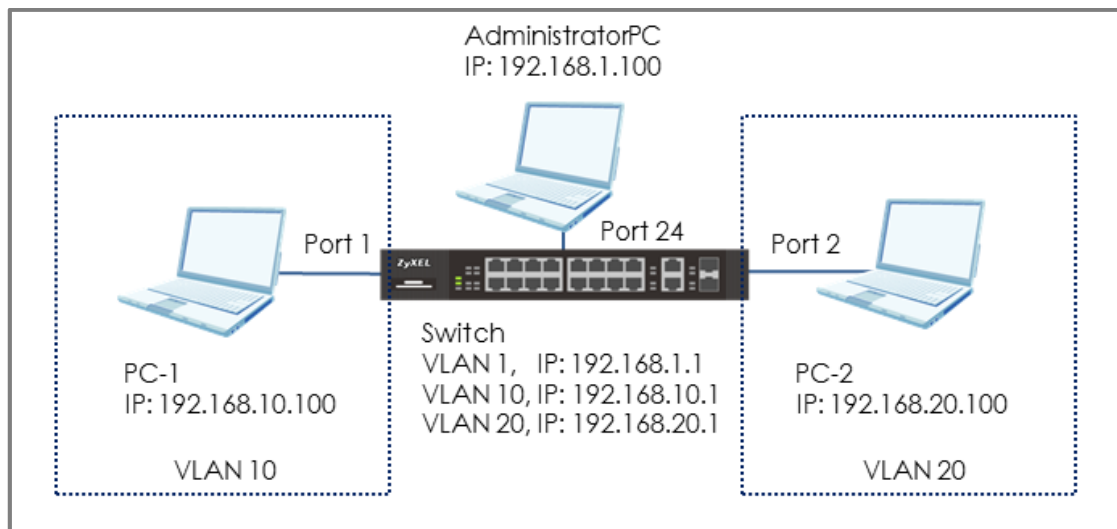 AdministratorPC
IP: 192.168.1.100
Port 1
Port 24
Port 2
ZyXEL
PC-1
IP: 192.168.10.100
VLAN 10
Switch
VLAN 1, IP: 192.168.1.1
VLAN 10, IP: 192.168.10.1
VLAN 20, IP: 192.168.20.1
PC-2
IP: 192.168.20.100
VLAN 20